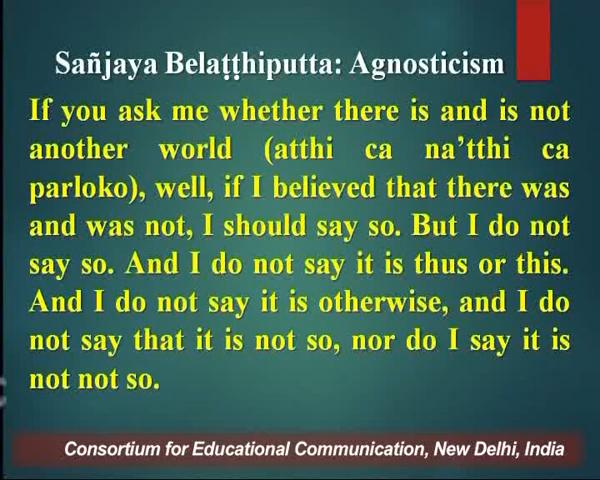 Sañjaya Belaṭṭhiputta: Agnosticism
If you ask me whether there is and is not
another world (atthi ca na’tthi ca
parloko), well, if I believed that there was
and was not, I should say so. But I do not
say so. And I do not say it is thus or this.
And I do not say it is otherwise, and I do
not say that it is not so, nor do I say it is
not not so.
Consortium for Educational Communication, New Delhi, India